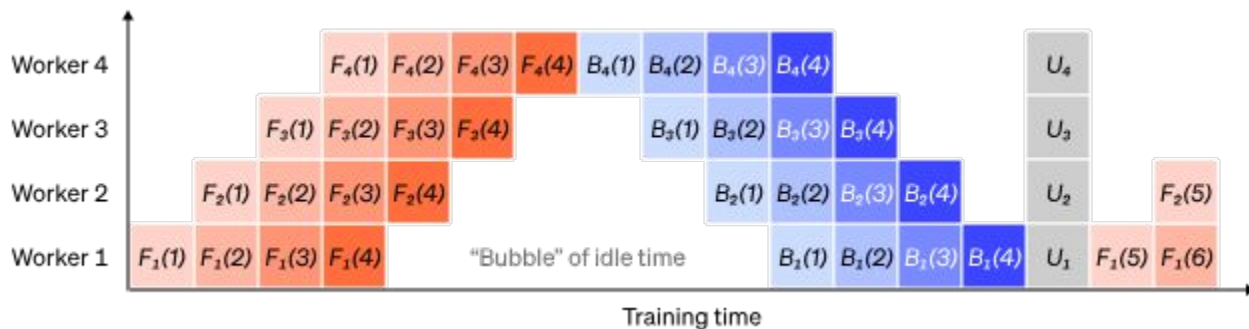 Worker 4 F₄(1) F₄(2) F₄(3) F₄(4) B₄(1) B₄(2) B₄(3) B₄(4) U₄
Worker 3 F₃(1) F₃(2) F₃(3) F₃(4) B₃(1) B₃(2) B₃(3) B₃(4) U₃
Worker 2 F₂(1) F₂(2) F₂(3) F₂(4) B₂(1) B₂(2) B₂(3) B₂(4) U₂ F₂(5)
Worker 1 F₁(1) F₁(2) F₁(3) F₁(4) “Bubble” of idle time B₁(1) B₁(2) B₁(3) B₁(4) U₁ F₁(5) F₁(6)
Training time